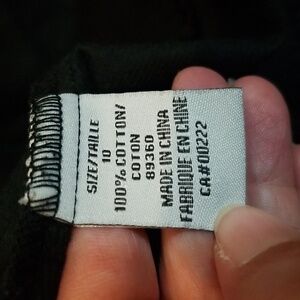 SIZE/TAILLE
10
100% COTTON/
COTON
89360
MADE IN CHINA
FABRIQUE EN CHINE
CA#00222